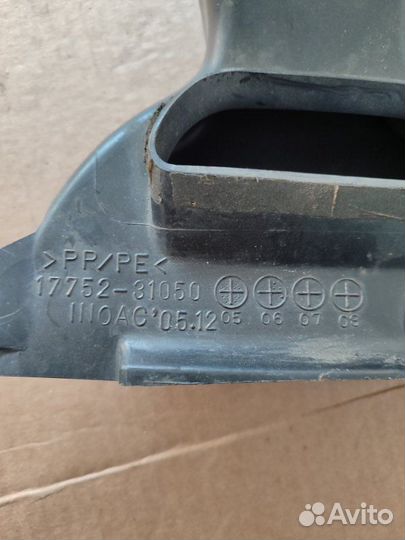 >PP/PE<
17752-31050
INOAC'05.12 05 06 07 08
Avito